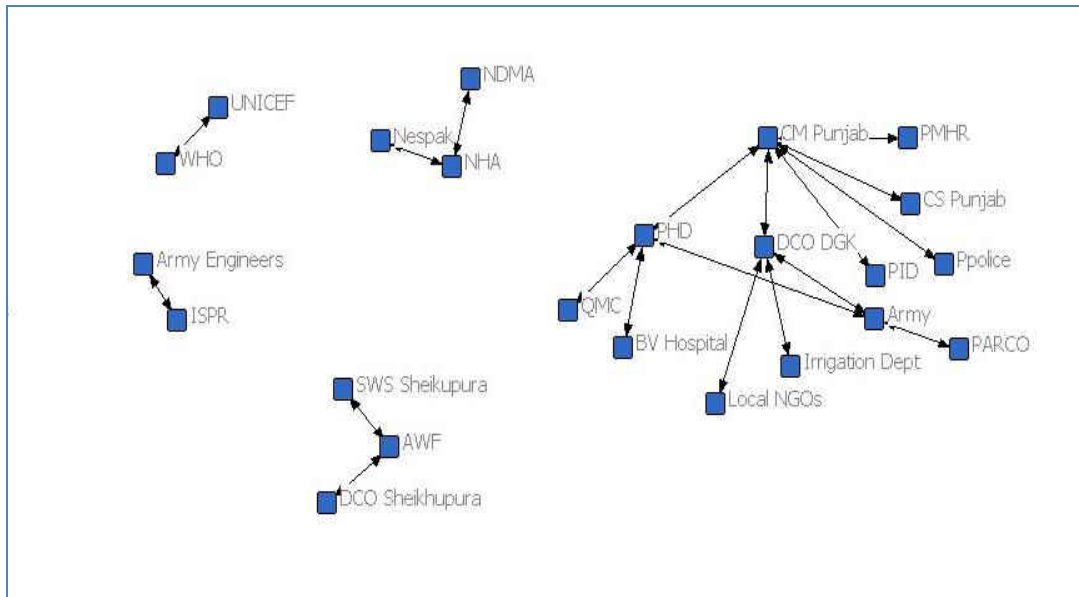 NDMA
UNICEF
Nespak
CM Punjab
PMHR
WHO
NHA
CS Punjab
PHD
DCO DGK
Army Engineers
PID
Ppolice
QMC
Army
ISPR
BV Hospital
PARCO
Irrigation Dept
SWS Sheikupura
Local NGOs
AWF
DCO Sheikhupura